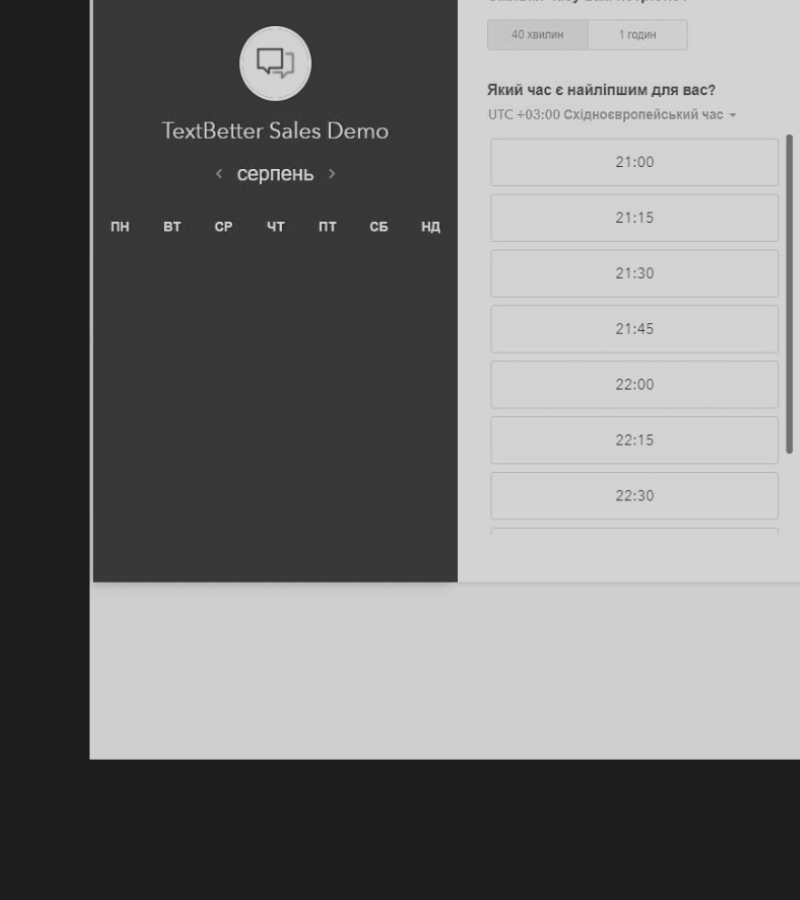 TextBetter Sales Demo
серпень
ПН ВТ СР ЧТ ПТ СБ НД
40 хвилин 1 годин
Який час є найліпшим для вас?
UTC +03:00 Східноєвропейський час
21:00
21:15
21:30
21:45
22:00
22:15
22:30